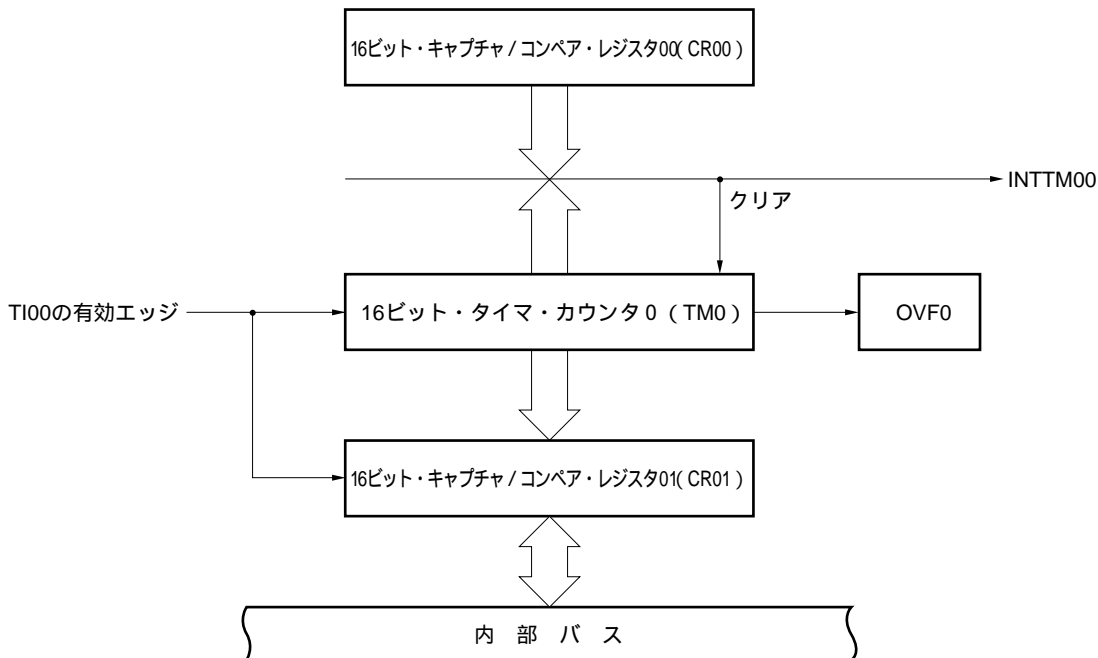 16ビット・キャプチャ/コンペア・レジスタ00(CR00)
INTTM00
クリア
TI00の有効エッジ
16ビット・タイマ・カウンタ0(TM0)
OVF0
16ビット・キャプチャ/コンペア・レジスタ01(CR01)
内 部 バ ス